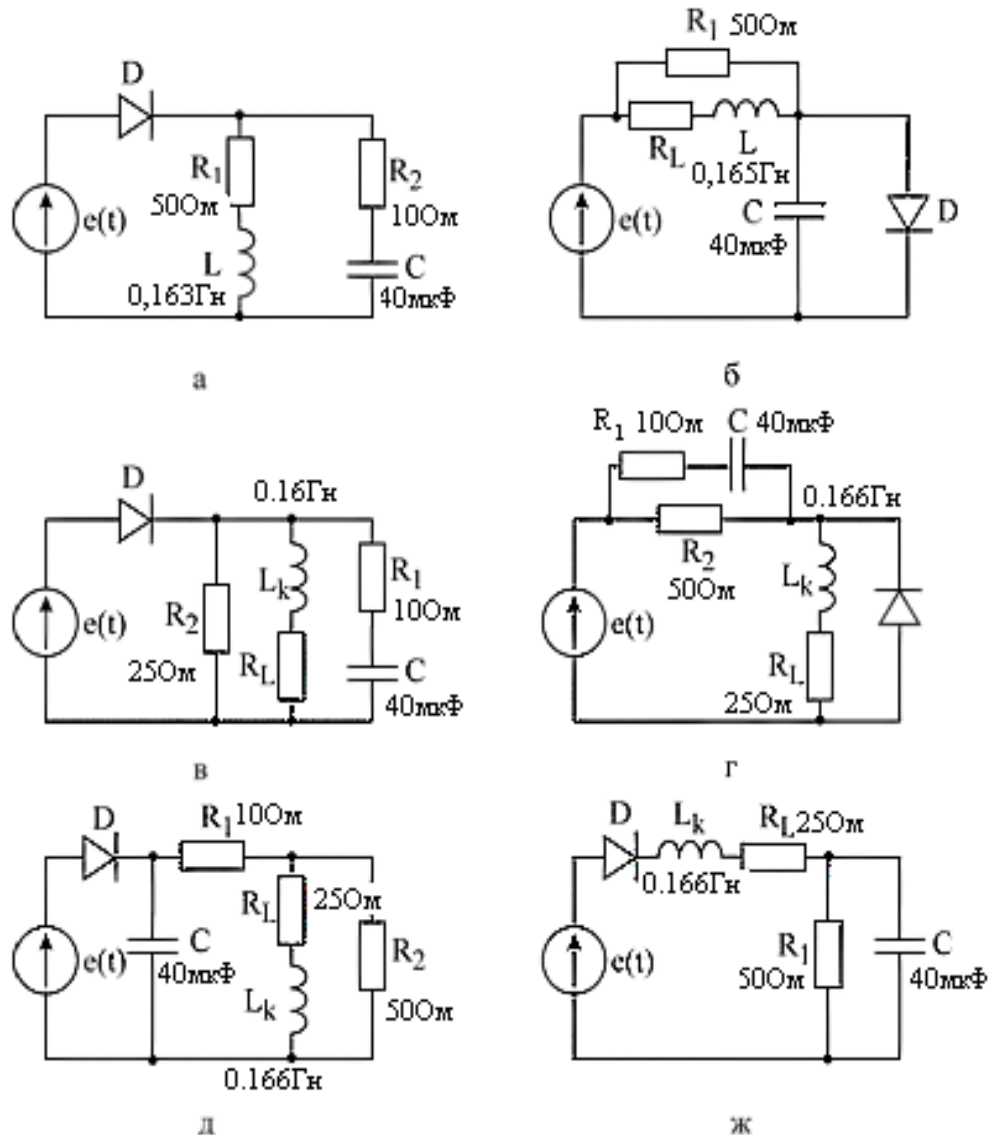 D
R1
50Ом
L
0,163Гн
R2
10Ом
C
40мкФ
e(t)
а
R1 50Ом
RL
L
0,165Гн
C
40мкФ
D
e(t)
б
D
0.16Гн
R2
25Ом
Lk
RL
R1
10Ом
C
40мкФ
e(t)
в
R1 10Ом C 40мкФ
0.166Гн
R2
50Ом
Lk
RL
25Ом
e(t)
г
D
R1 10Ом
RL
25Ом
C
40мкФ
Lk
R2
50Ом
e(t)
0.166Гн
д
D Lk RL 25Ом
0.166Гн
R1
50Ом
C
40мкФ
e(t)
ж